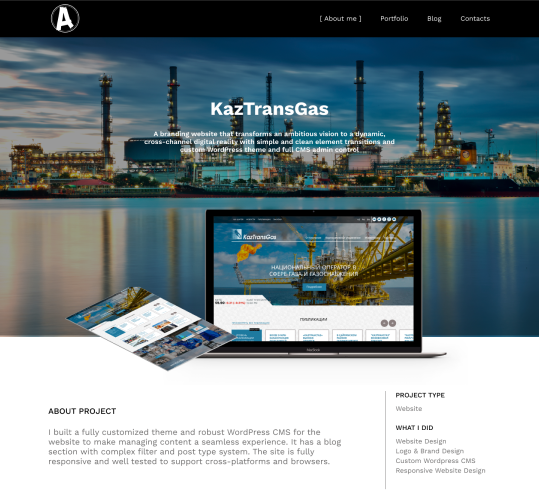 A
[ About me ]
Portfolio
Blog
Contacts
KazTransGas
A branding website that transforms an ambitious vision to a dynamic,
cross-channel digital reality with simple and clean element transitions and
custom WordPress theme and full CMS admin control
KazTransGas
НАЦИОНАЛЬНЫЙ ОПЕРАТОР В
СФЕРЕ ГАЗА И ГАЗОСНАБЖЕНИЯ
ПУБЛИКАЦИИ
MacBook
ABOUT PROJECT
I built a fully customized theme and robust WordPress CMS for the
website to make managing content a seamless experience. It has a blog
section with complex filter and post type system. The site is fully
responsive and well tested to support cross-platforms and browsers.
PROJECT TYPE
Website
WHAT I DID
Website Design
Logo & Brand Design
Custom Wordpress CMS
Responsive Website Design